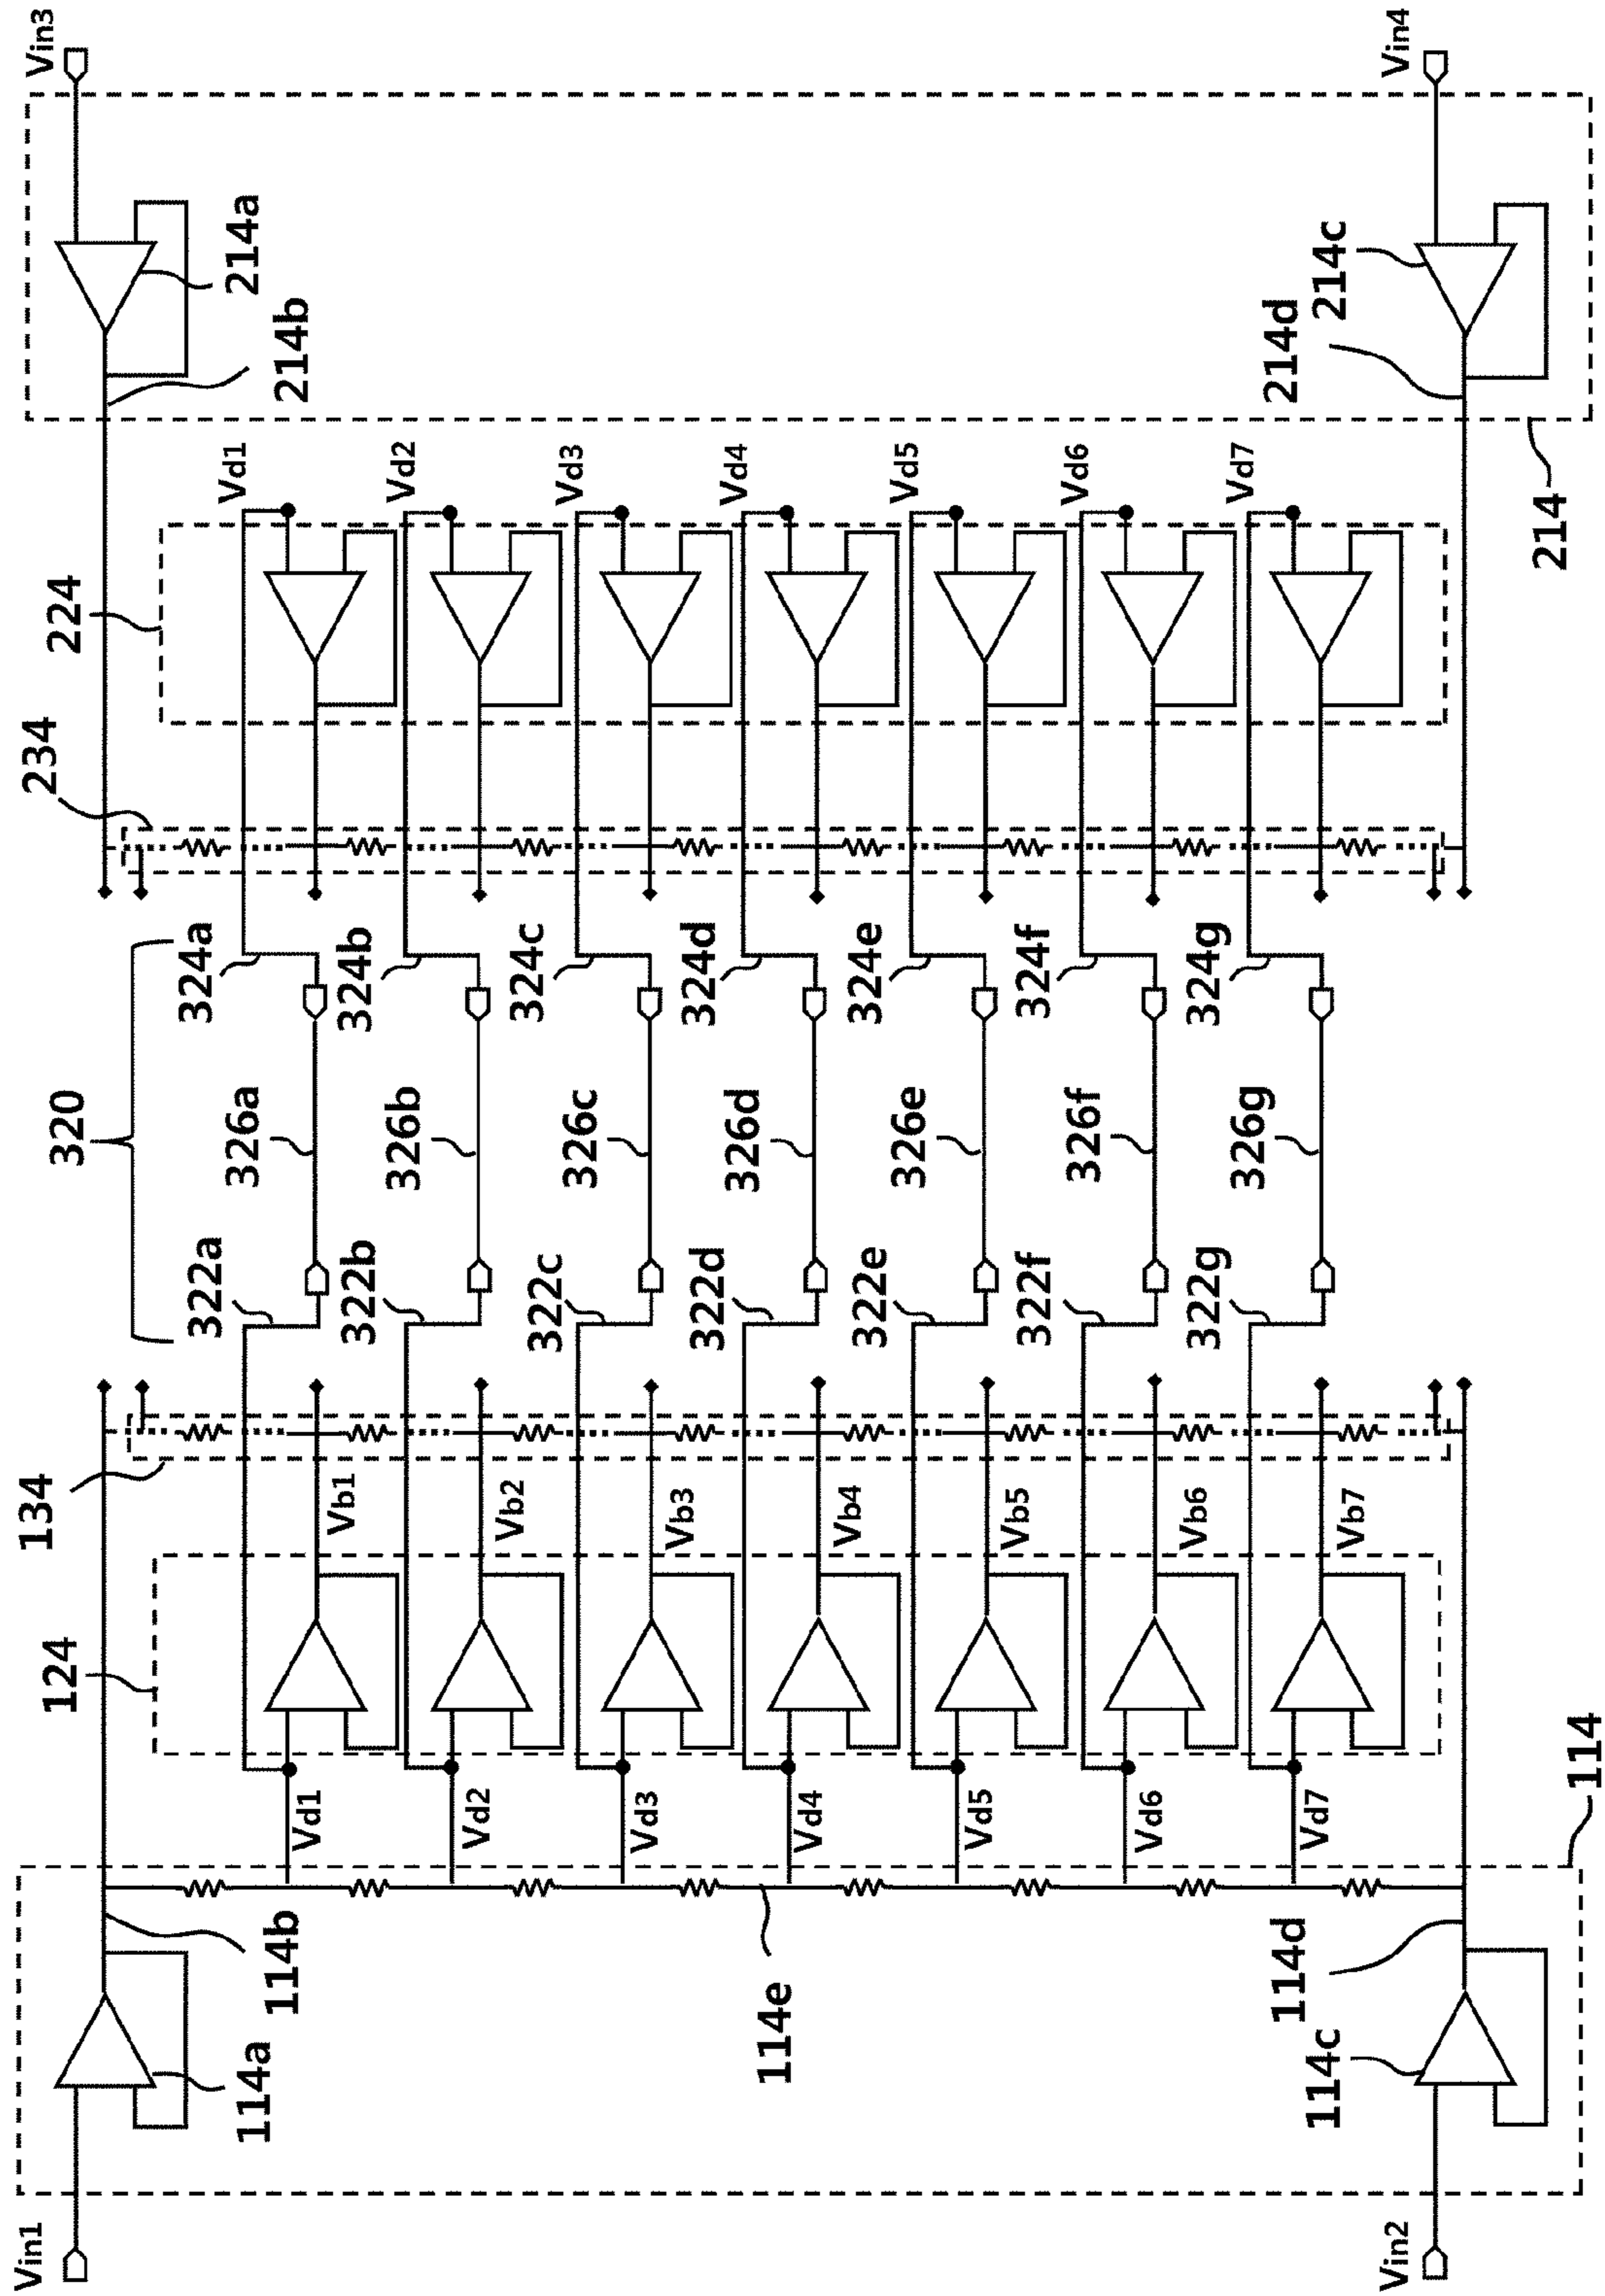 Vin3
Vin4
214a
214b
214c
214d
214
Vd1
Vd2
Vd3
Vd4
Vd5
Vd6
Vd7
224
234
324a
324b
324c
324d
324e
324f
324g
320
326a
326b
326c
326d
326e
326f
326g
322a
322b
322c
322d
322e
322f
322g
134
Vb1
Vb2
Vb3
Vb4
Vb5
Vb6
Vb7
124
Vd1
Vd2
Vd3
Vd4
Vd5
Vd6
Vd7
114
114b
114e
114d
114a
114c
Vin1
Vin2